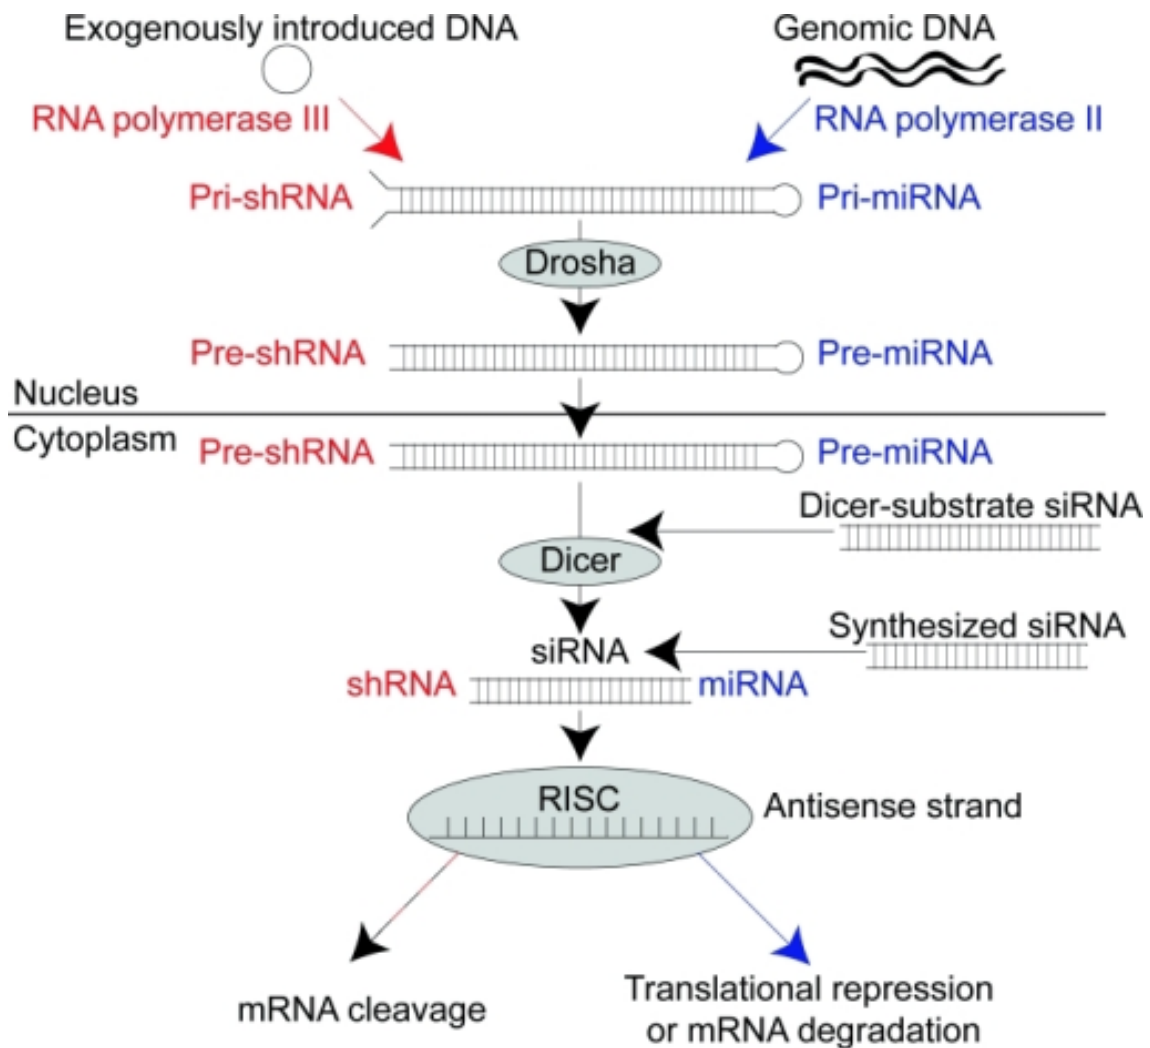 Exogenously introduced DNA
Genomic DNA
RNA polymerase III
RNA polymerase II
Pri-shRNA
Pri-miRNA
Drosha
Pre-shRNA
Pre-miRNA
Nucleus
Cytoplasm
Pre-shRNA
Pre-miRNA
Dicer-substrate siRNA
Dicer
Synthesized siRNA
siRNA
shRNA
miRNA
RISC
Antisense strand
mRNA cleavage
Translational repression
or mRNA degradation